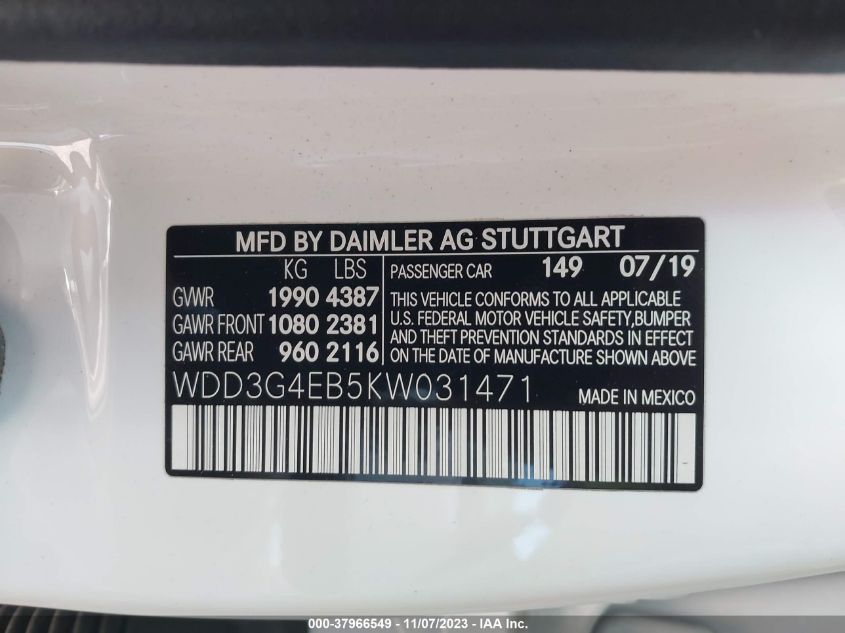 MFD BY DAIMLER AG STUTTGART
KG LBS
GVWR 1990 4387
GAWR FRONT 1080 2381
GAWR REAR 960 2116
PASSENGER CAR 149 07/19
THIS VEHICLE CONFORMS TO ALL APPLICABLE
U.S. FEDERAL MOTOR VEHICLE SAFETY,BUMPER
AND THEFT PREVENTION STANDARDS IN EFFECT
ON THE DATE OF MANUFACTURE SHOWN ABOVE
WDD3G4EB5KW031471 MADE IN MEXICO
000-37966549 - 11/07/2023 - IAA Inc.